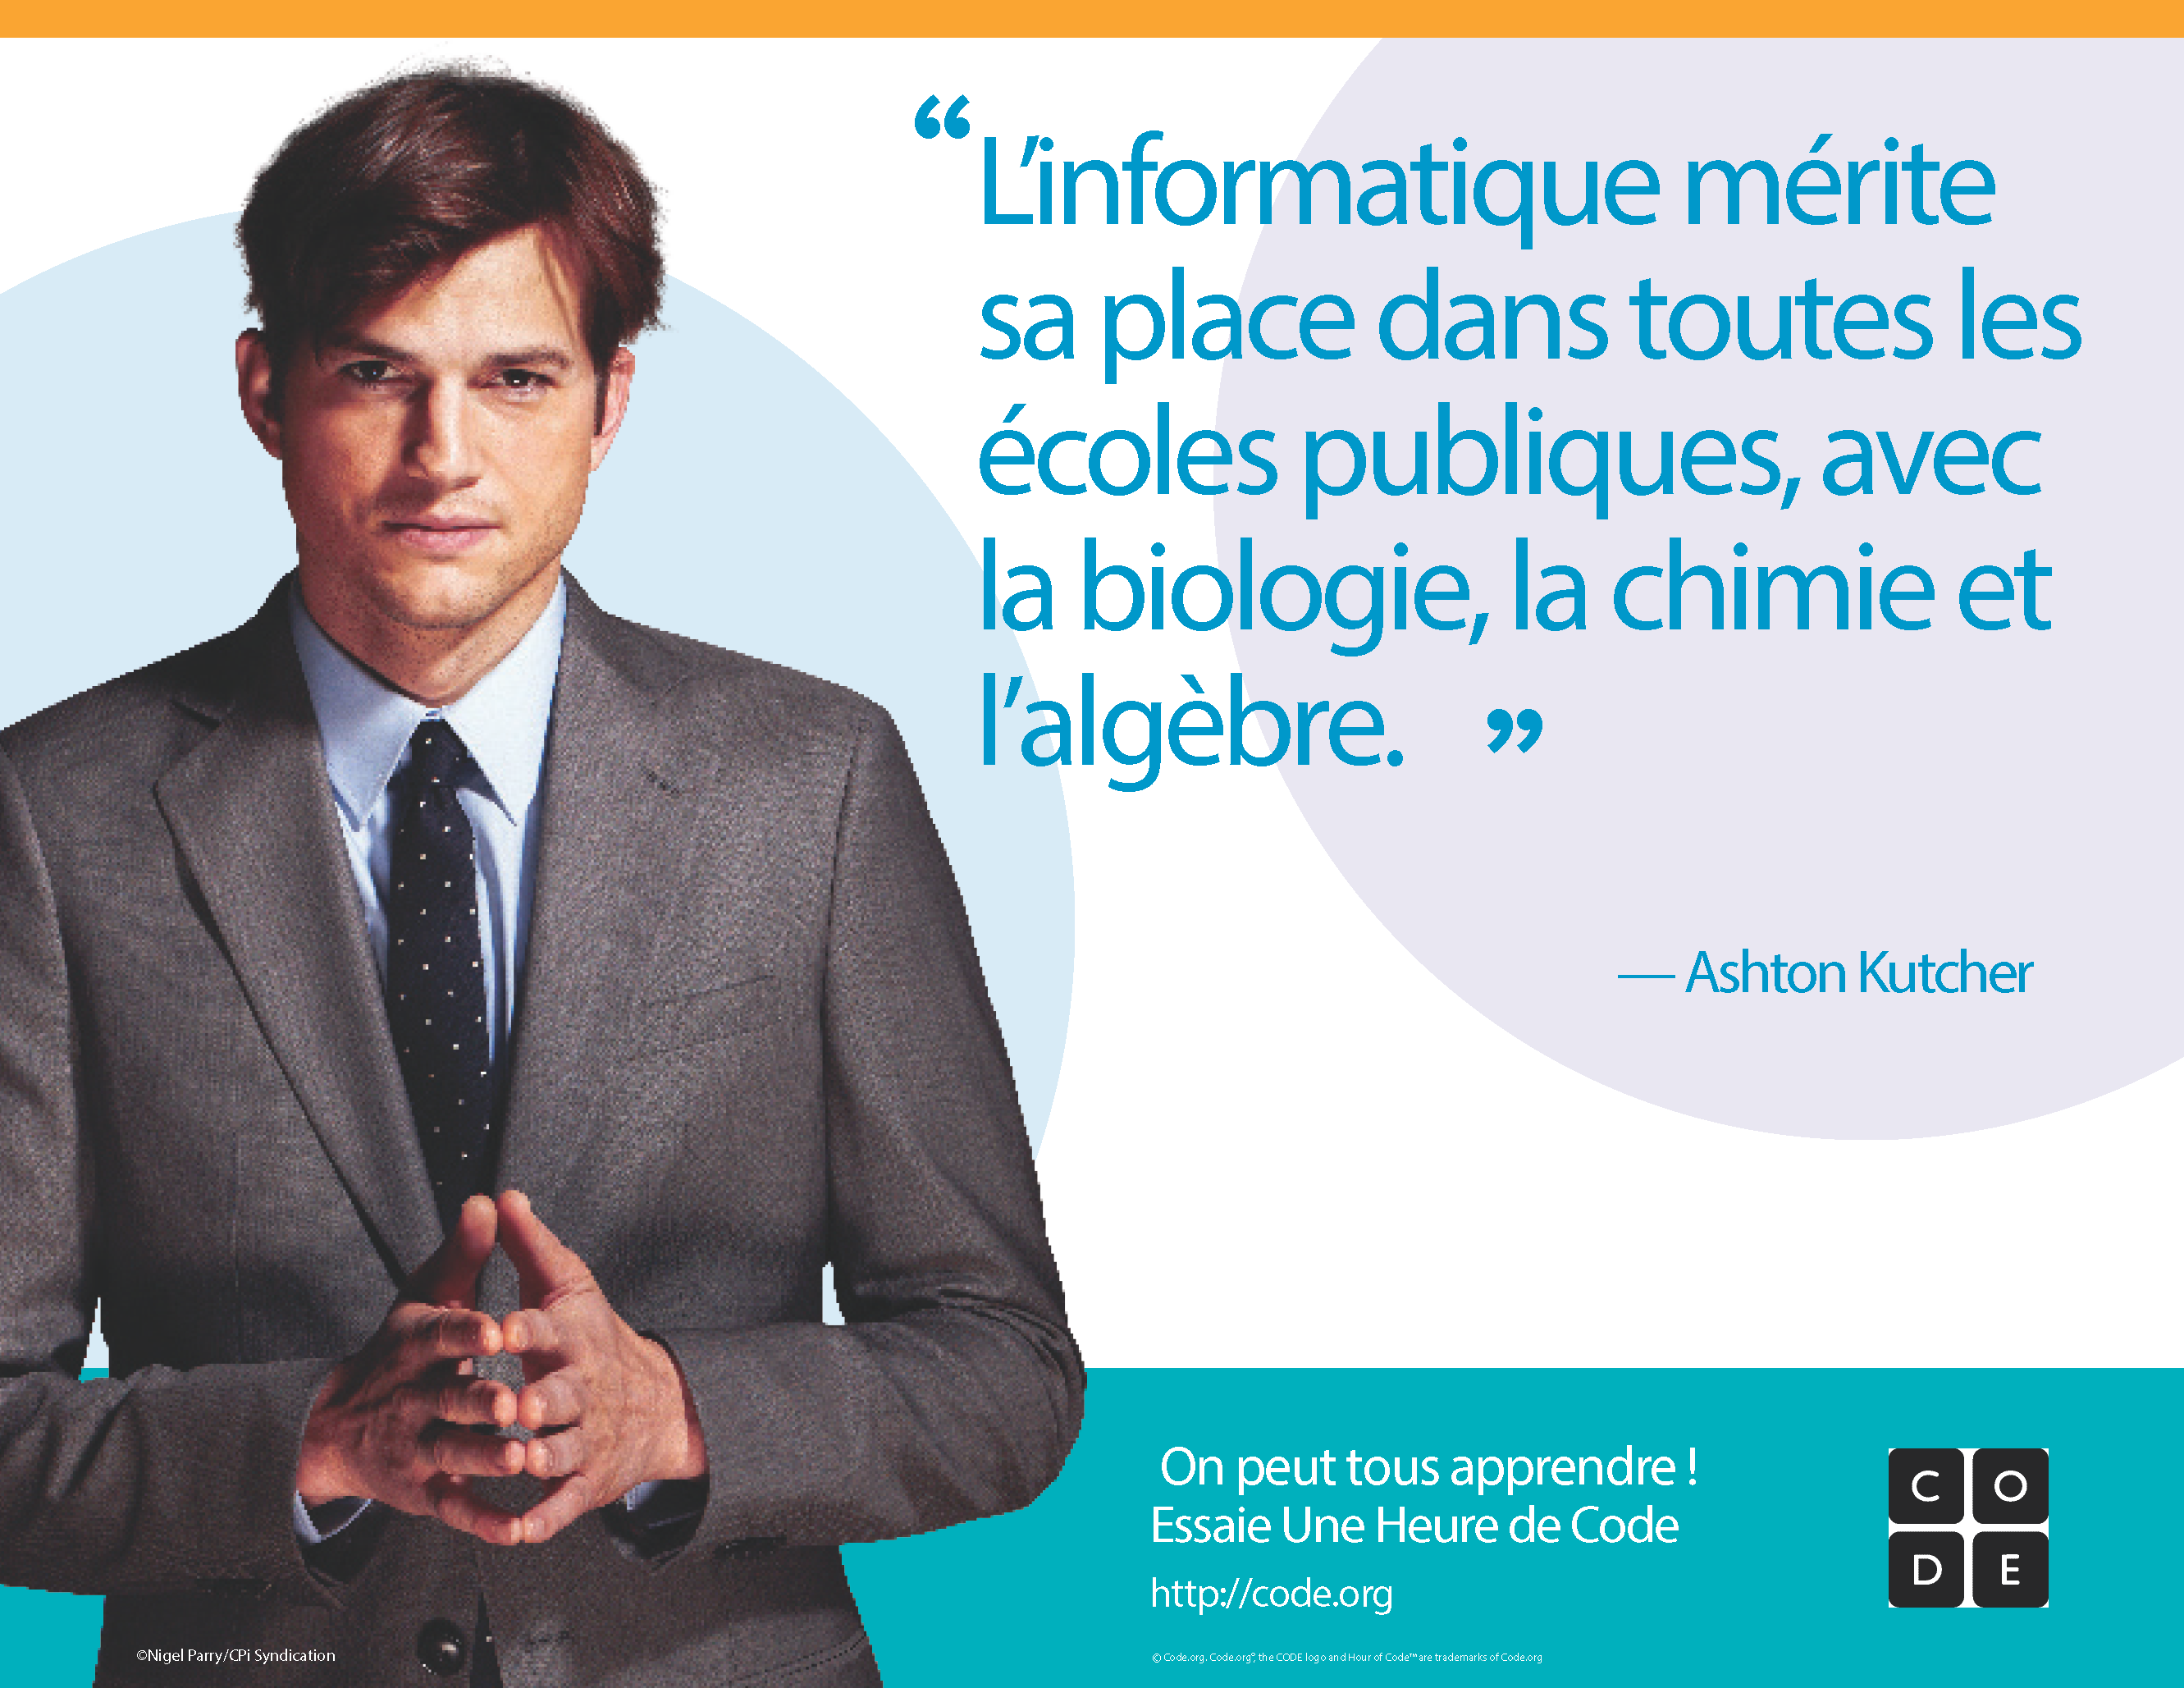 “L’informatique mérite
sa place dans toutes les
écoles publiques, avec
la biologie, la chimie et
l’algèbre. ”
— Ashton Kutcher
On peut tous apprendre !
Essaie Une Heure de Code
http://code.org
C O
D E
©Nigel Parry/CPi Syndication
© Code.org. Code.org®, the CODE logo and Hour of Code™ are trademarks of Code.org